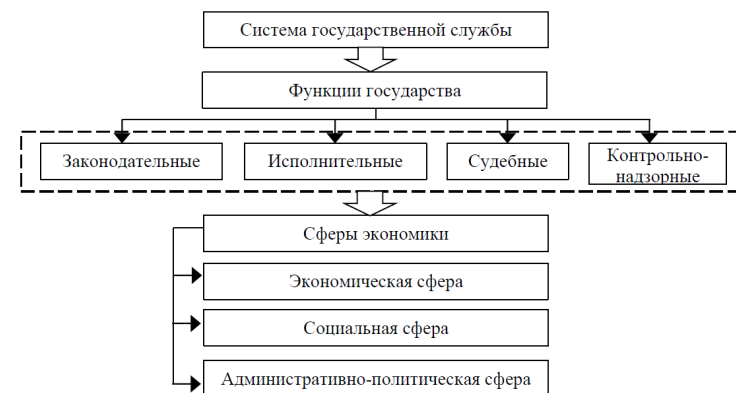 Система государственной службы
Функции государства
Законодательные
Исполнительные
Судебные
Контрольно-
надзорные
Сферы экономики
Экономическая сфера
Социальная сфера
Административно-политическая сфера